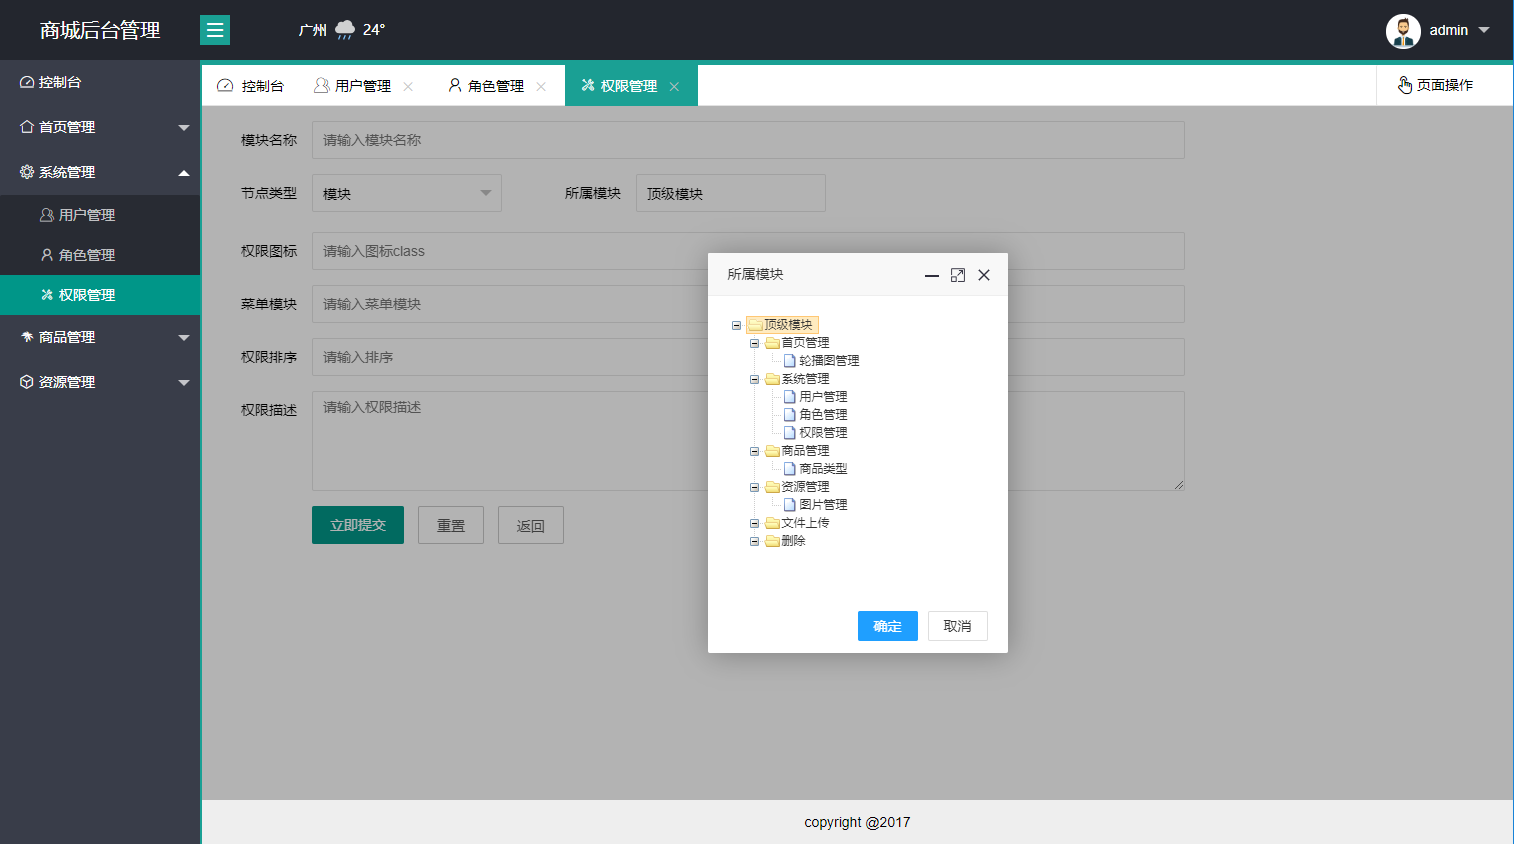 商城后台管理
广州 24°
admin
控制台
首页管理
系统管理
用户管理
角色管理
权限管理
商品管理
资源管理
控制台 用户管理 角色管理 权限管理 页面操作
模块名称 请输入模块名称
节点类型 模块 所属模块 顶级模块
权限图标 请输入图标class
菜单模块 请输入菜单模块
权限排序 请输入排序
权限描述 请输入权限描述
立即提交 重置 返回
所属模块
顶级模块
首页管理
轮播图管理
系统管理
用户管理
角色管理
权限管理
商品管理
商品类型
资源管理
图片管理
文件上传
删除
确定 取消
copyright @2017